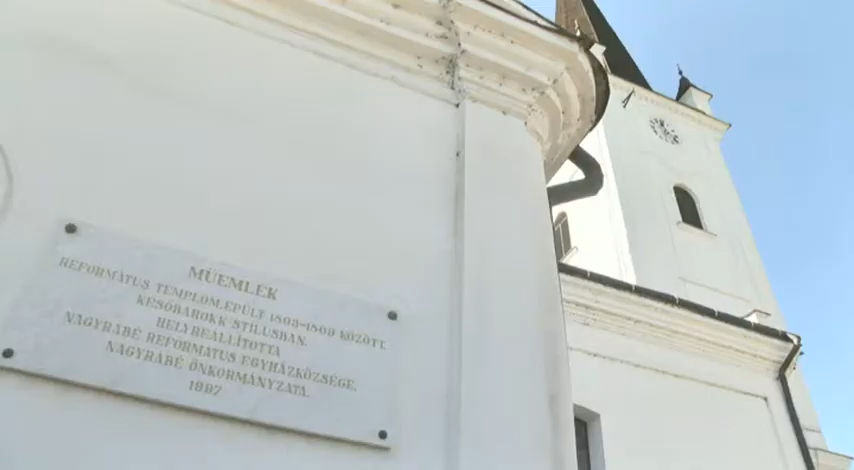 MŰEMLÉK
REFORMÁTUS TEMPLOM.ÉPÜLT 1803-1809 KÖZÖTT
KÉSŐBAROKK STÍLUSBAN.
HELYREÁLLÍTOTTA
NAGYRÁBÉ REFORMÁTUS EGYHÁZKÖZSÉGE,
NAGYRÁBÉ ÖNKORMÁNYZATA.
1997